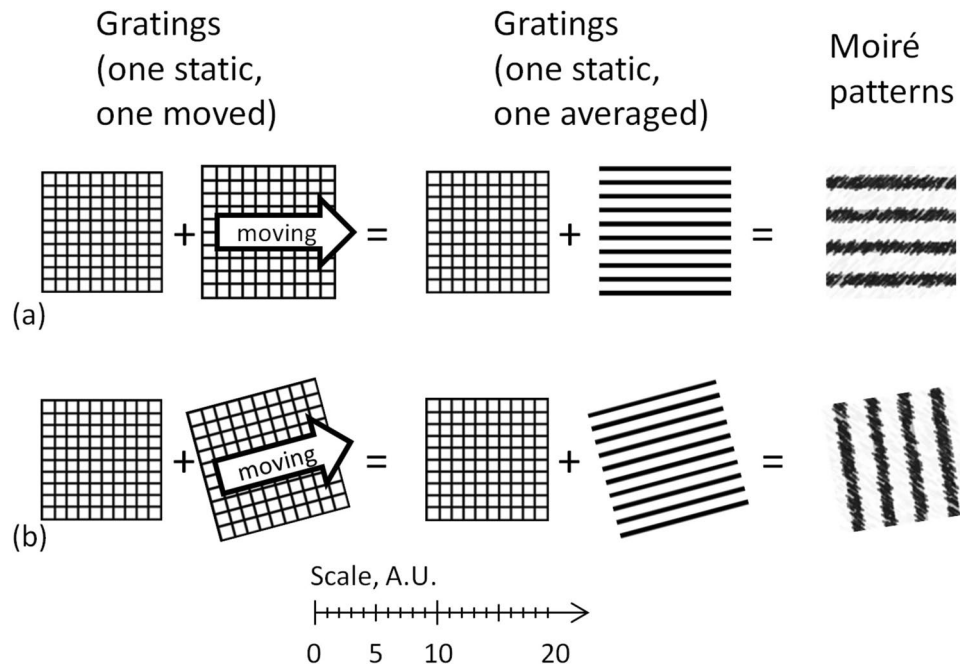 Gratings
(one static,
one moved)
Gratings
(one static,
one averaged)
Moiré
patterns
+ moving = + =
(a)
+ moving = + =
(b)
Scale, A.U.
0 5 10 20